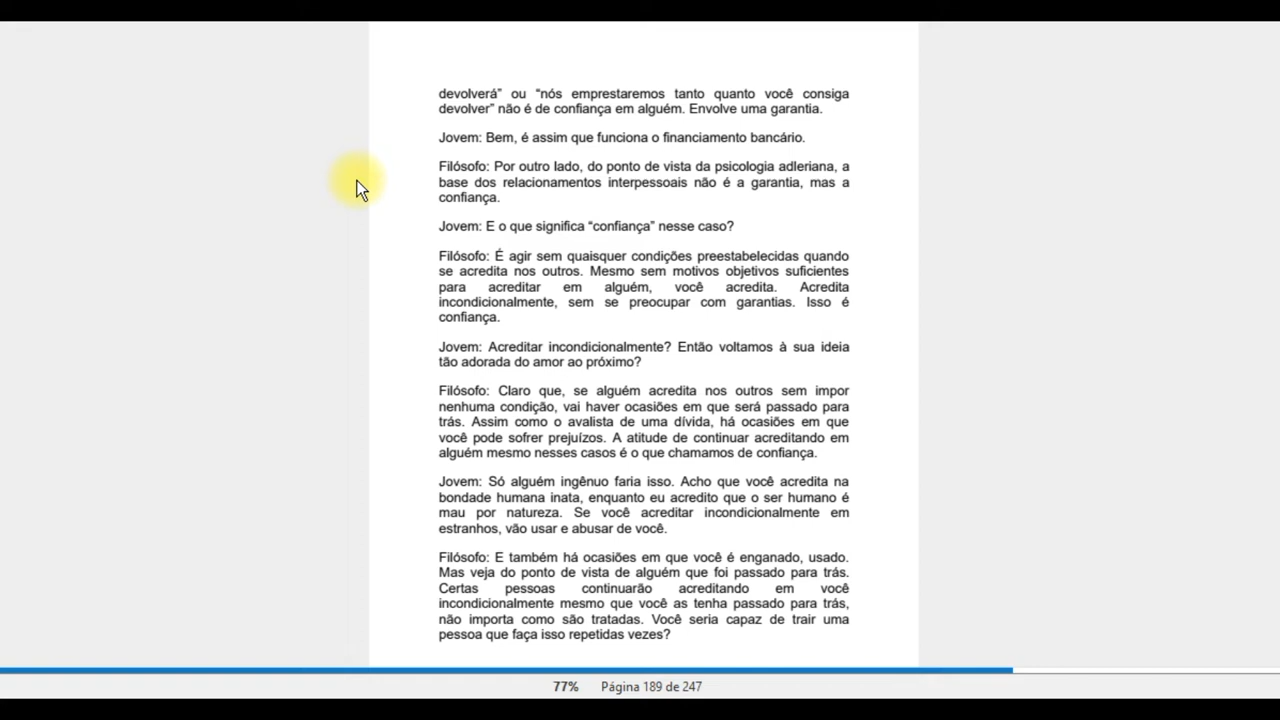 devolverá” ou “nós emprestaremos tanto quanto você consiga
devolver” não é de confiança em alguém. Envolve uma garantia.
Jovem: Bem, é assim que funciona o financiamento bancário.
Filósofo: Por outro lado, do ponto de vista da psicologia adleriana, a
base dos relacionamentos interpessoais não é a garantia, mas a
confiança.
Jovem: E o que significa “confiança” nesse caso?
Filósofo: É agir sem quaisquer condições preestabelecidas quando
se acredita nos outros. Mesmo sem motivos objetivos suficientes
para acreditar em alguém, você acredita. Acredita
incondicionalmente, sem se preocupar com garantias. Isso é
confiança.
Jovem: Acreditar incondicionalmente? Então voltamos à sua ideia
tão adorada do amor ao próximo?
Filósofo: Claro que, se alguém acredita nos outros sem impor
nenhuma condição, vai haver ocasiões em que será passado para
trás. Assim como o avalista de uma dívida, há ocasiões em que
você pode sofrer prejuízos. A atitude de continuar acreditando em
alguém mesmo nesses casos é o que chamamos de confiança.
Jovem: Só alguém ingênuo faria isso. Acho que você acredita na
bondade humana inata, enquanto eu acredito que o ser humano é
mau por natureza. Se você acreditar incondicionalmente em
estranhos, vão usar e abusar de você.
Filósofo: E também há ocasiões em que você é enganado, usado.
Mas veja do ponto de vista de alguém que foi passado para trás.
Certas pessoas continuarão acreditando em você
incondicionalmente mesmo que você as tenha passado para trás,
não importa como são tratadas. Você seria capaz de trair uma
pessoa que faça isso repetidas vezes?
77% Página 189 de 247